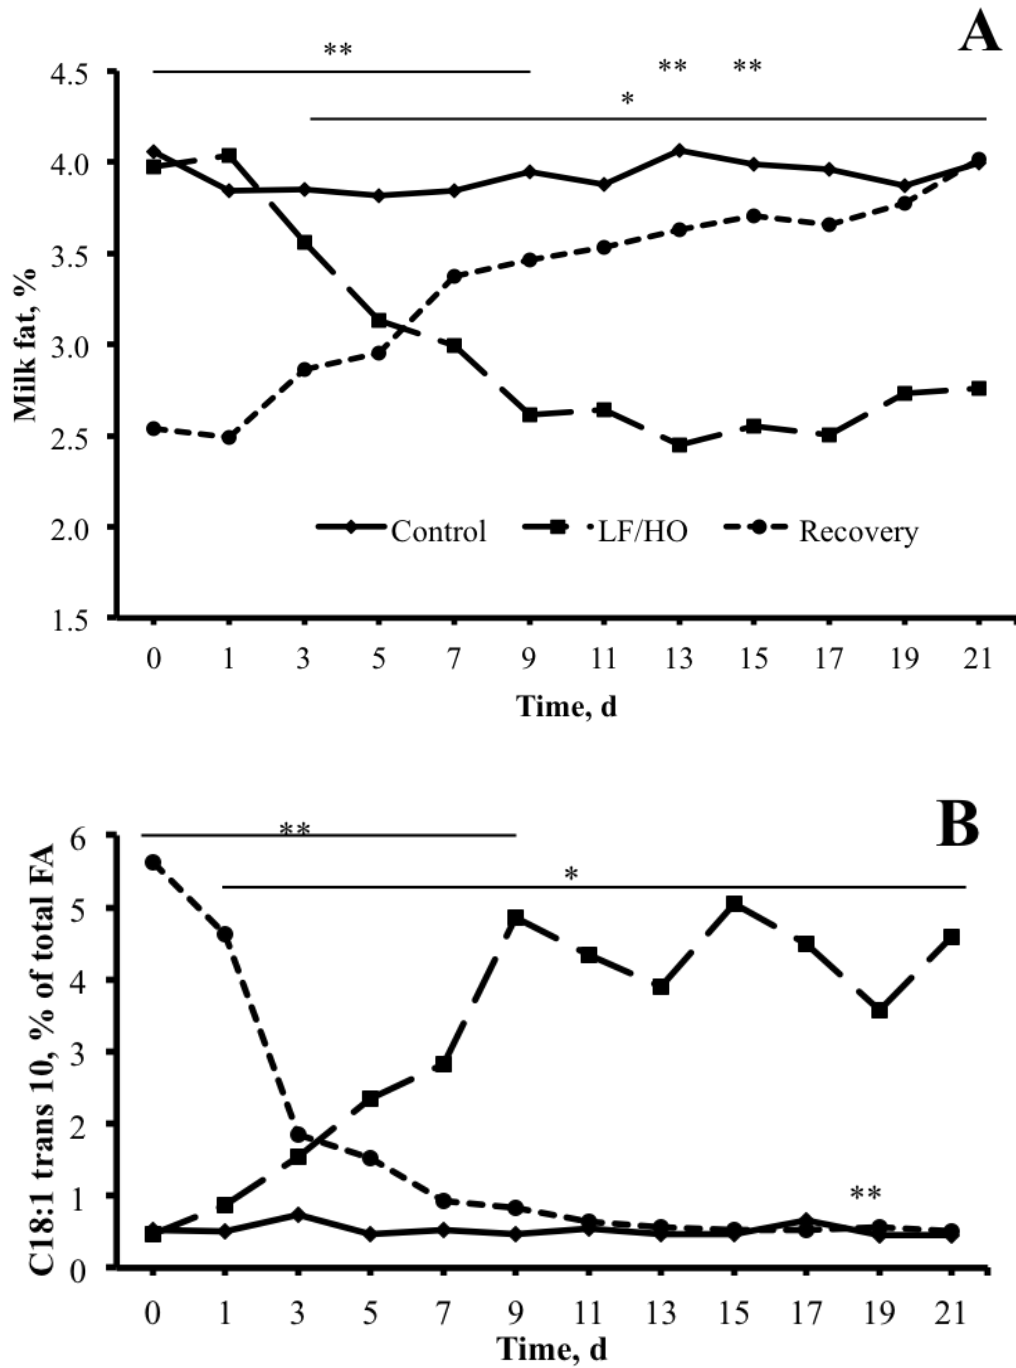 A
**
** **
*
4.5
4.0
3.5
3.0
2.5
2.0
1.5
Milk fat, %
Control LF/HO Recovery
0 1 3 5 7 9 11 13 15 17 19 21
Time, d
B
**
*
**
6
5
4
3
2
1
0
C18:1 trans 10, % of total FA
0 1 3 5 7 9 11 13 15 17 19 21
Time, d